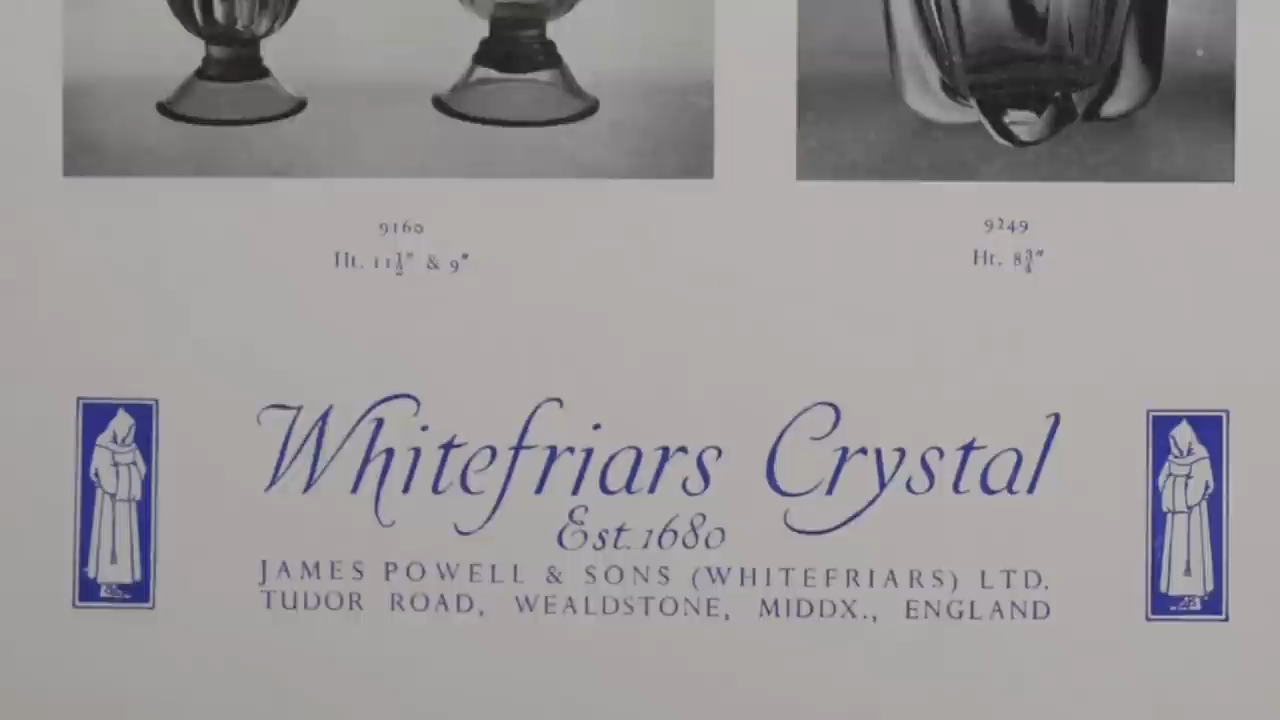 9160
Ht. 11½" & 9"
9249
Ht. 8¾"
Whitefriars Crystal
Est. 1680
JAMES POWELL & SONS (WHITEFRIARS) LTD.
TUDOR ROAD, WEALDSTONE, MIDDX., ENGLAND